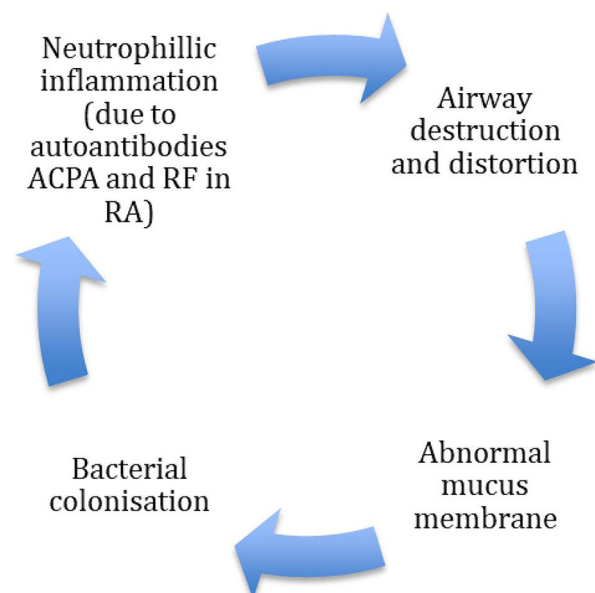 Neutrophillic
inflammation
(due to
autoantibodies
ACPA and RF in
RA)
Airway
destruction
and distortion
Abnormal
mucus
membrane
Bacterial
colonisation